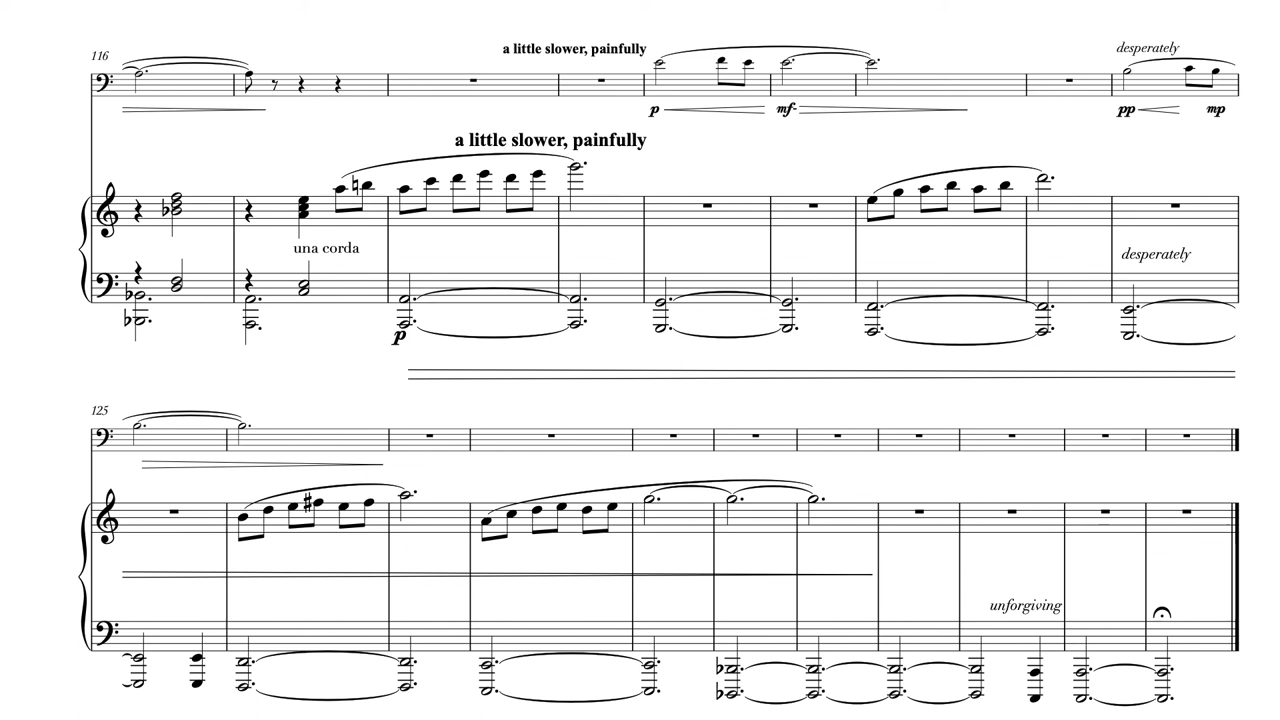 116
a little slower, painfully
desperately
p
mf
pp
mp
a little slower, painfully
una corda
desperately
p
125
unforgiving